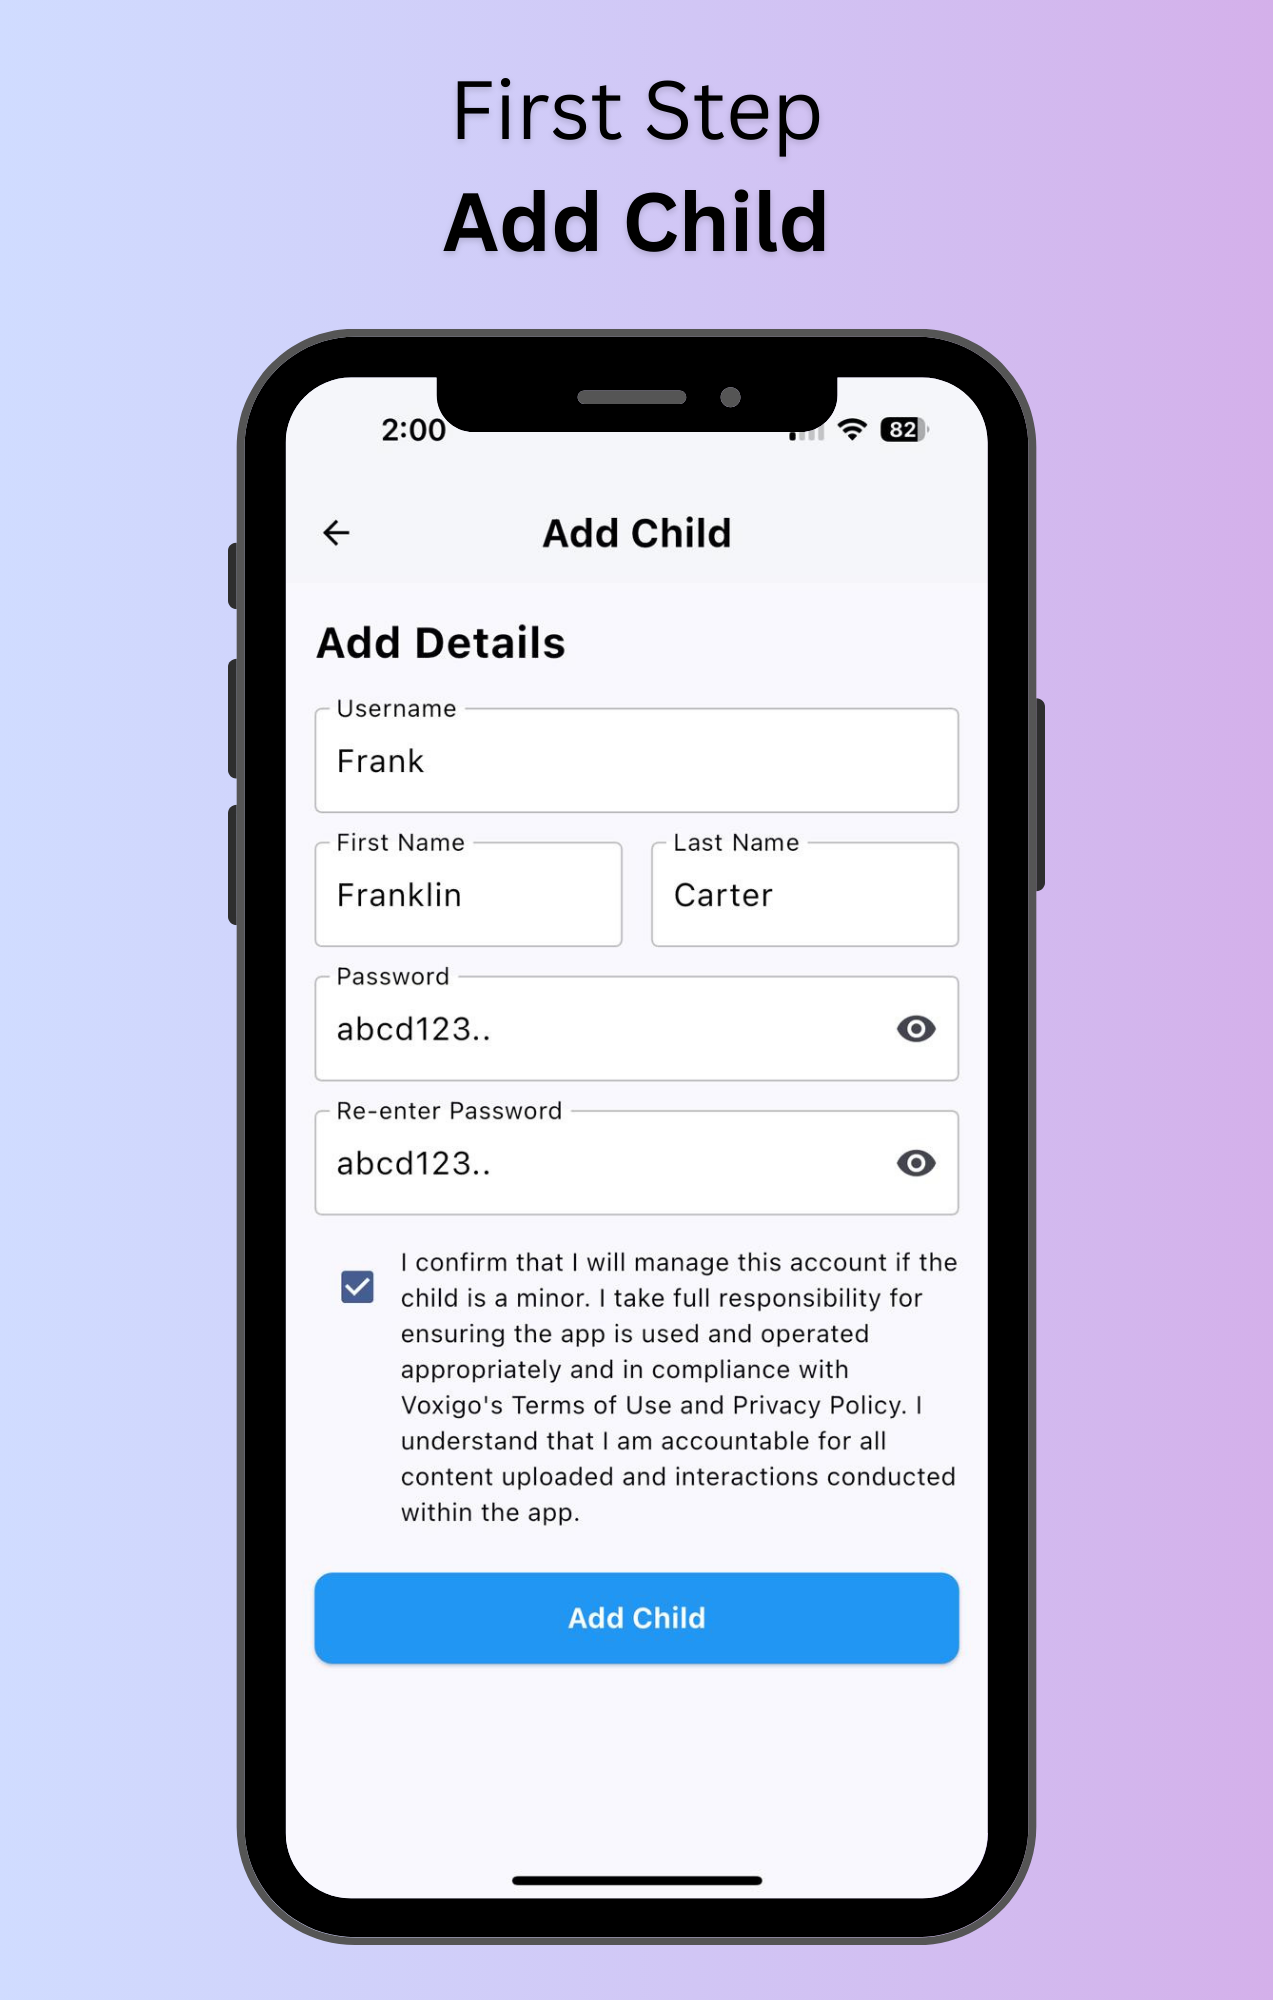 First Step
Add Child
2:00
82
Add Child
Add Details
Username
Frank
First Name
Last Name
Franklin
Carter
Password
abcd123..
Re-enter Password
abcd123..
I confirm that I will manage this account if the
child is a minor. I take full responsibility for
ensuring the app is used and operated
appropriately and in compliance with
Voxigo's Terms of Use and Privacy Policy. I
understand that I am accountable for all
content uploaded and interactions conducted
within the app.
Add Child